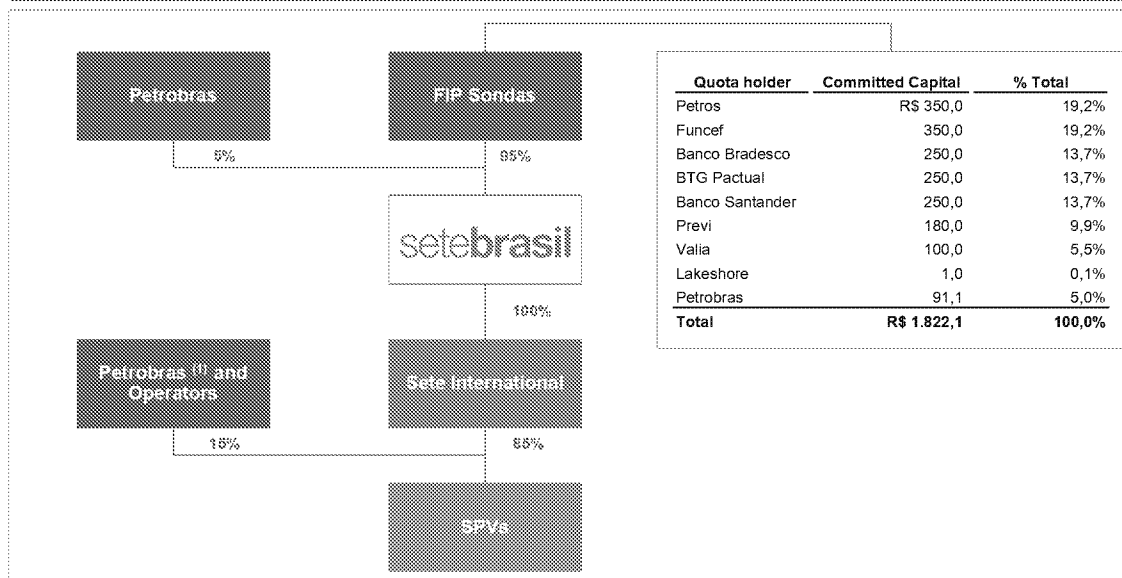 Petrobras
FIP Sondas
5%
95%
setebrasil
100%
Petrobras (1) and
Operators
Sete International
15%
85%
SPVs
Quota holder Committed Capital % Total
Petros R$ 350,0 19,2%
Funcef 350,0 19,2%
Banco Bradesco 250,0 13,7%
BTG Pactual 250,0 13,7%
Banco Santander 250,0 13,7%
Previ 180,0 9,9%
Valia 100,0 5,5%
Lakeshore 1,0 0,1%
Petrobras 91,1 5,0%
Total R$ 1.822,1 100,0%